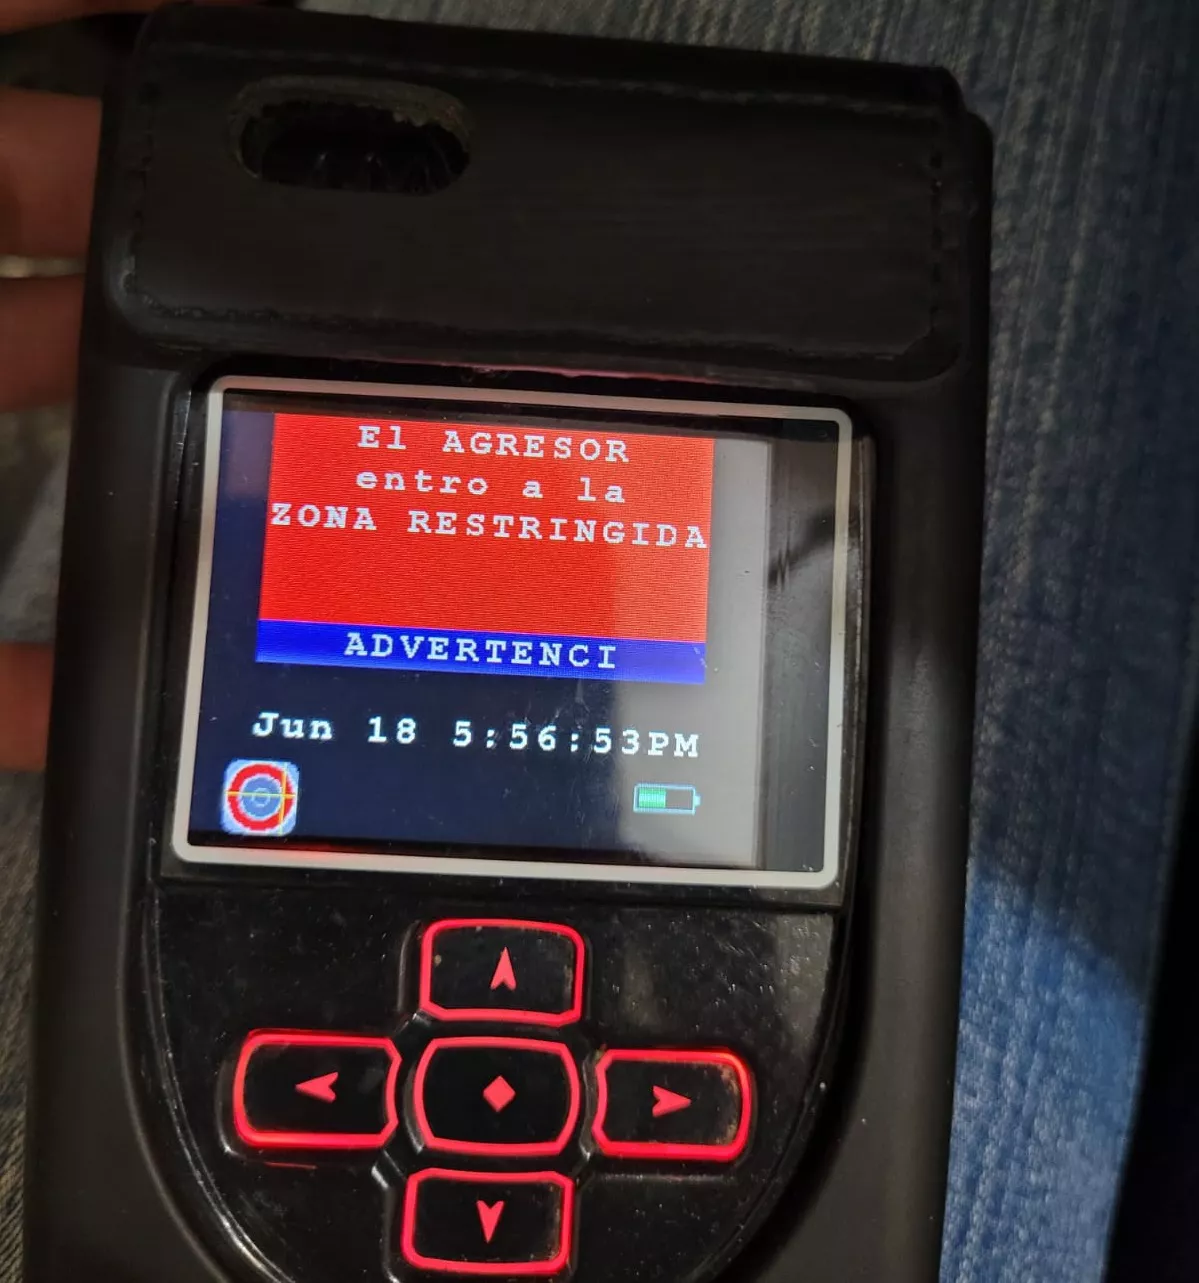 El AGRESOR
entro a la
ZONA RESTRINGIDA
ADVERTENCI
Jun 18 5:56:53PM